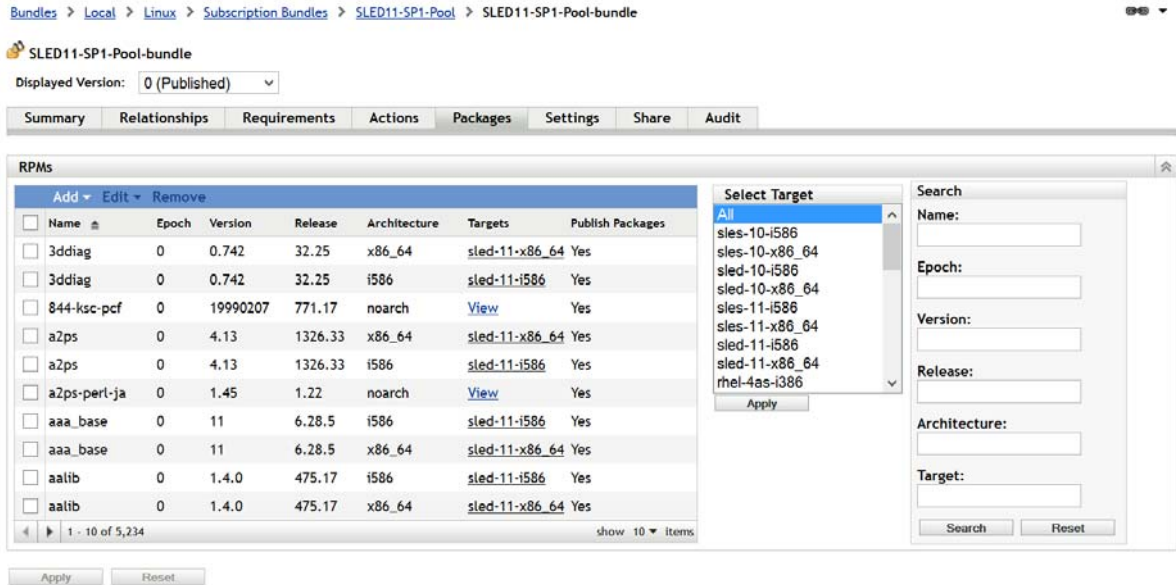 Bundles > Local > Linux > Subscription Bundles > SLED11-SP1-Pool > SLED11-SP1-Pool-bundle
SLED11-SP1-Pool-bundle
Displayed Version: 0 (Published)
Summary Relationships Requirements Actions Packages Settings Share Audit
RPMs
Add Edit Remove
Name Epoch Version Release Architecture Targets Publish Packages
3ddiag 0 0.742 32.25 x86_64 sled-11-x86_64 Yes
3ddiag 0 0.742 32.25 i586 sled-11-i586 Yes
844-ksc-pcf 0 19990207 771.17 noarch View Yes
a2ps 0 4.13 1326.33 x86_64 sled-11-x86_64 Yes
a2ps 0 4.13 1326.33 i586 sled-11-i586 Yes
a2ps-perl-ja 0 1.45 1.22 noarch View Yes
aaa_base 0 11 6.28.5 i586 sled-11-i586 Yes
aaa_base 0 11 6.28.5 x86_64 sled-11-x86_64 Yes
aalib 0 1.4.0 475.17 i586 sled-11-i586 Yes
aalib 0 1.4.0 475.17 x86_64 sled-11-x86_64 Yes
1 - 10 of 5,234 show 10 items
Select Target
All
sles-10-i586
sles-10-x86_64
sled-10-i586
sled-10-x86_64
sles-11-i586
sles-11-x86_64
sled-11-i586
sled-11-x86_64
rhel-4as-i386
Apply
Search
Name:
Epoch:
Version:
Release:
Architecture:
Target:
Search Reset
Apply Reset